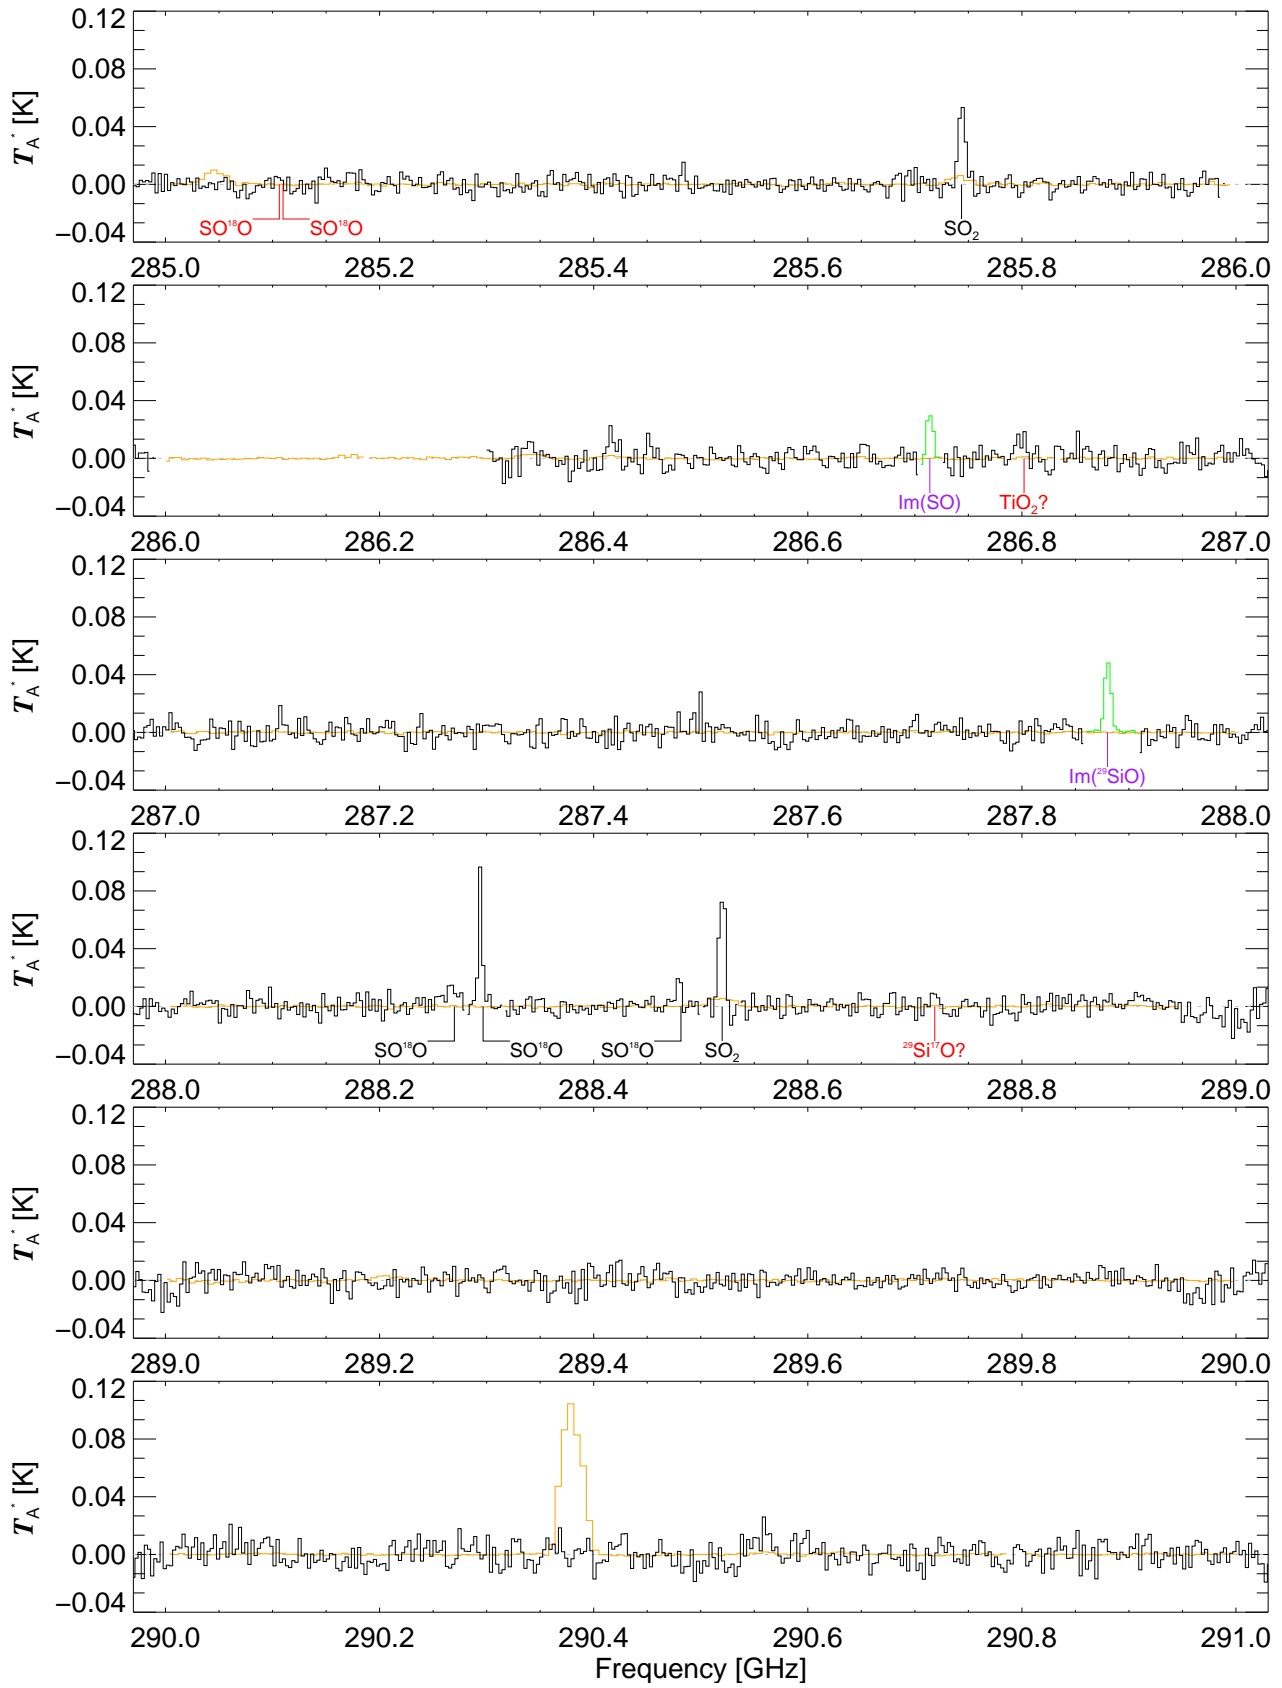 0.12
0.08
0.04
0.00
−0.04
T*A [K]
SO¹⁸O SO¹⁸O SO₂
285.0 285.2 285.4 285.6 285.8 286.0
0.12
0.08
0.04
0.00
−0.04
T*A [K]
Im(SO) TiO₂?
286.0 286.2 286.4 286.6 286.8 287.0
0.12
0.08
0.04
0.00
−0.04
T*A [K]
Im(²⁹SiO)
287.0 287.2 287.4 287.6 287.8 288.0
0.12
0.08
0.04
0.00
−0.04
T*A [K]
SO¹⁸O SO¹⁸O SO¹⁸O SO₂ ²⁹Si¹⁷O?
288.0 288.2 288.4 288.6 288.8 289.0
0.12
0.08
0.04
0.00
−0.04
T*A [K]
289.0 289.2 289.4 289.6 289.8 290.0
0.12
0.08
0.04
0.00
−0.04
T*A [K]
290.0 290.2 290.4 290.6 290.8 291.0
Frequency [GHz]